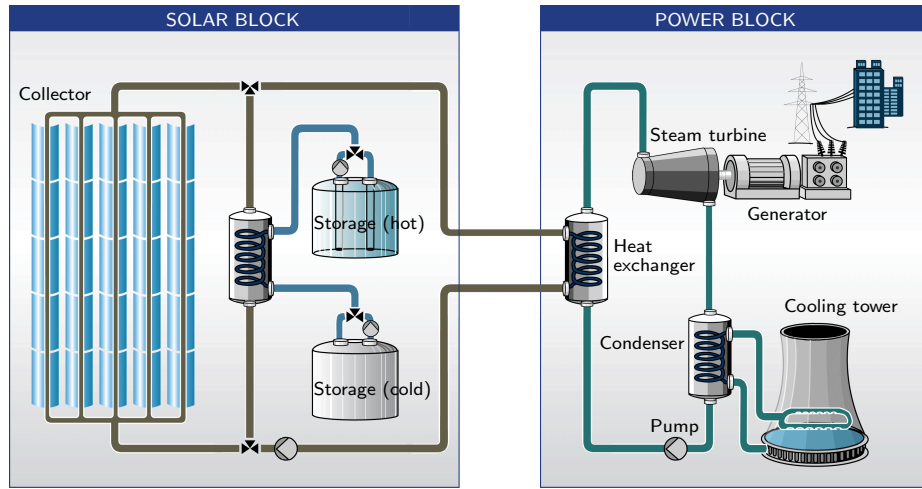 SOLAR BLOCK
POWER BLOCK
Collector
Steam turbine
Storage (hot)
Generator
Heat
exchanger
Cooling tower
Condenser
Storage (cold)
Pump